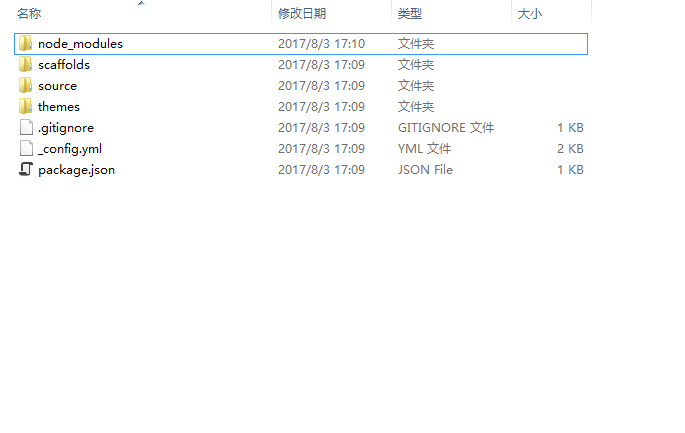 名称 修改日期 类型 大小
node_modules 2017/8/3 17:10 文件夹
scaffolds 2017/8/3 17:09 文件夹
source 2017/8/3 17:09 文件夹
themes 2017/8/3 17:09 文件夹
.gitignore 2017/8/3 17:09 GITIGNORE 文件 1 KB
_config.yml 2017/8/3 17:09 YML 文件 2 KB
package.json 2017/8/3 17:09 JSON File 1 KB